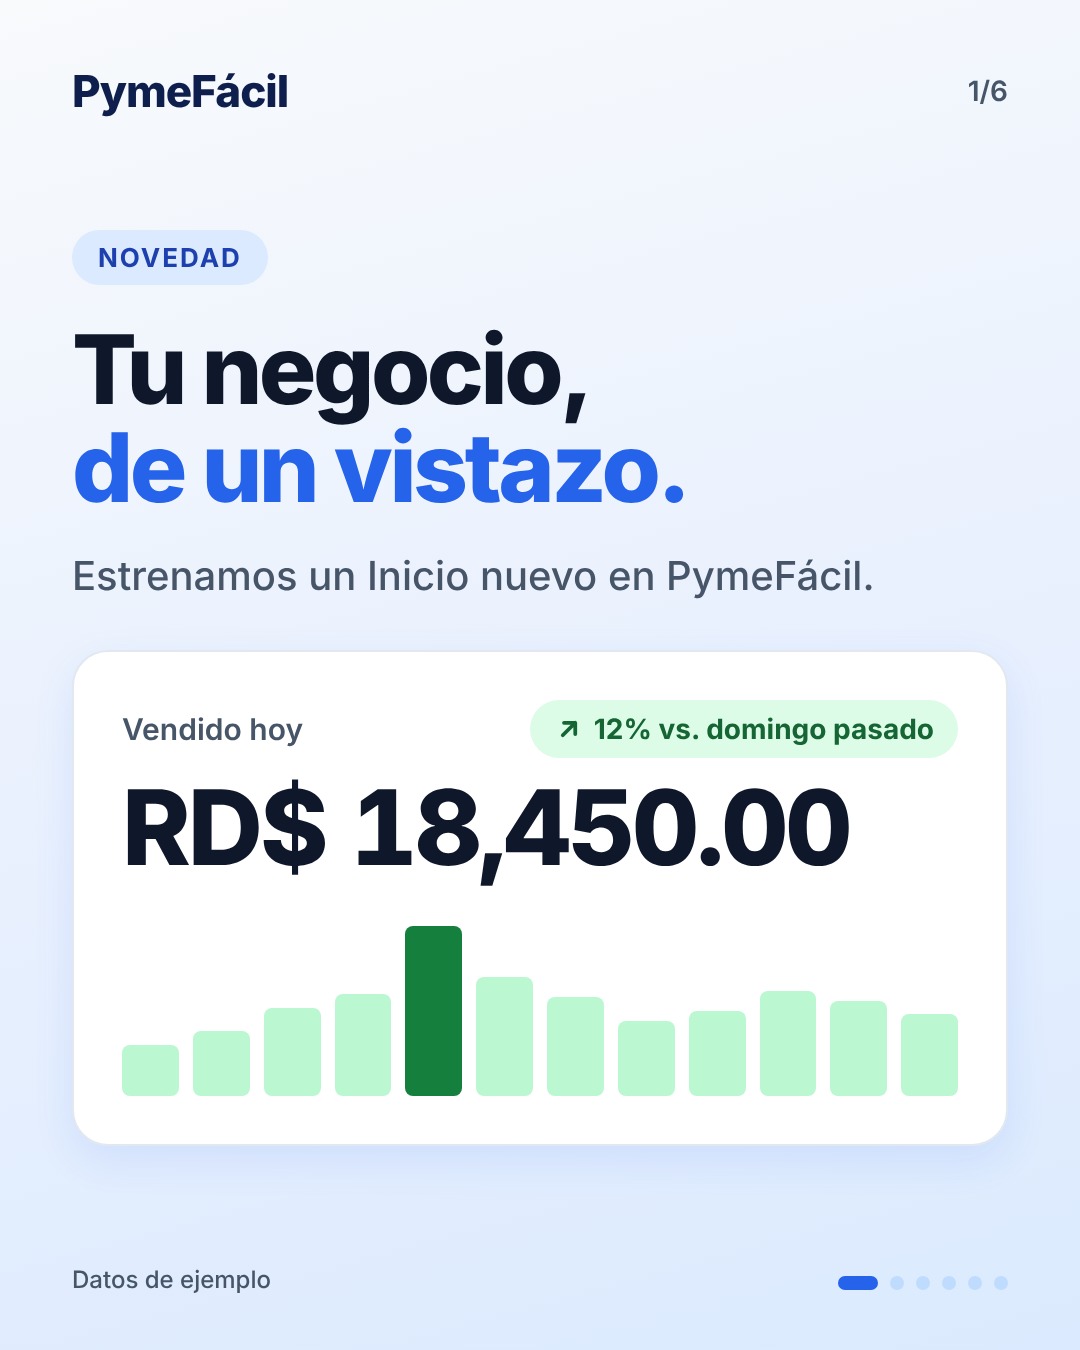 PymeFácil
1/6
NOVEDAD
Tu negocio,
de un vistazo.
Estrenamos un Inicio nuevo en PymeFácil.
Vendido hoy
12% vs. domingo pasado
RD$ 18,450.00
Datos de ejemplo